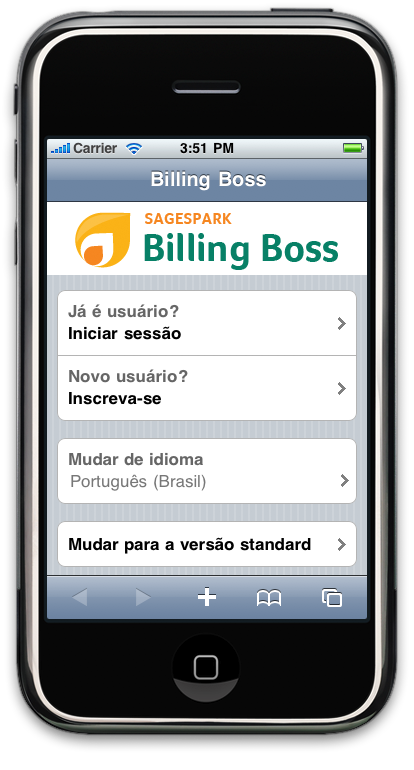 Carrier 3:51 PM
Billing Boss
SAGESPARK
Billing Boss
Já é usuário?
Iniciar sessão
Novo usuário?
Inscreva-se
Mudar de idioma
Português (Brasil)
Mudar para a versão standard